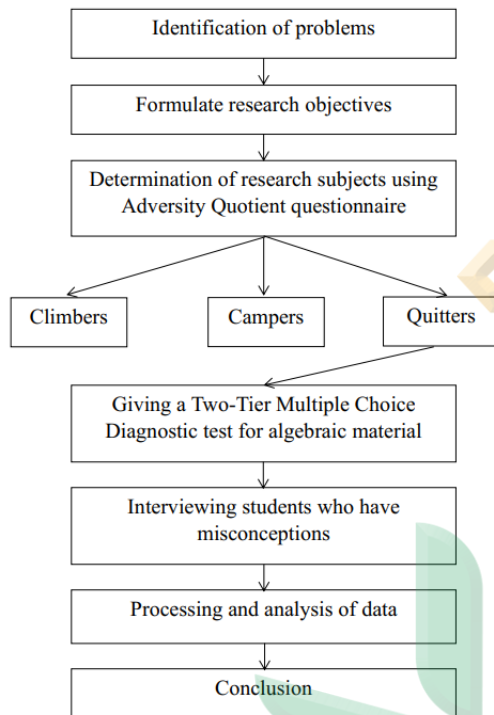 Identification of problems
Formulate research objectives
Determination of research subjects using
Adversity Quotient questionnaire
Climbers
Campers
Quitters
Giving a Two-Tier Multiple Choice
Diagnostic test for algebraic material
Interviewing students who have
misconceptions
Processing and analysis of data
Conclusion